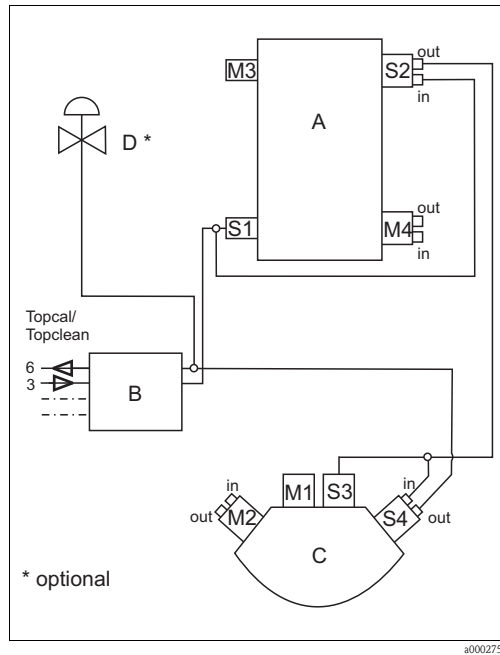 out
M3
S2
in
A
D *
out
S1
M4
in
Topcal/
Topclean
6
3
B
in
M1
S3
in
out
M2
S4
out
C
* optional
a000275